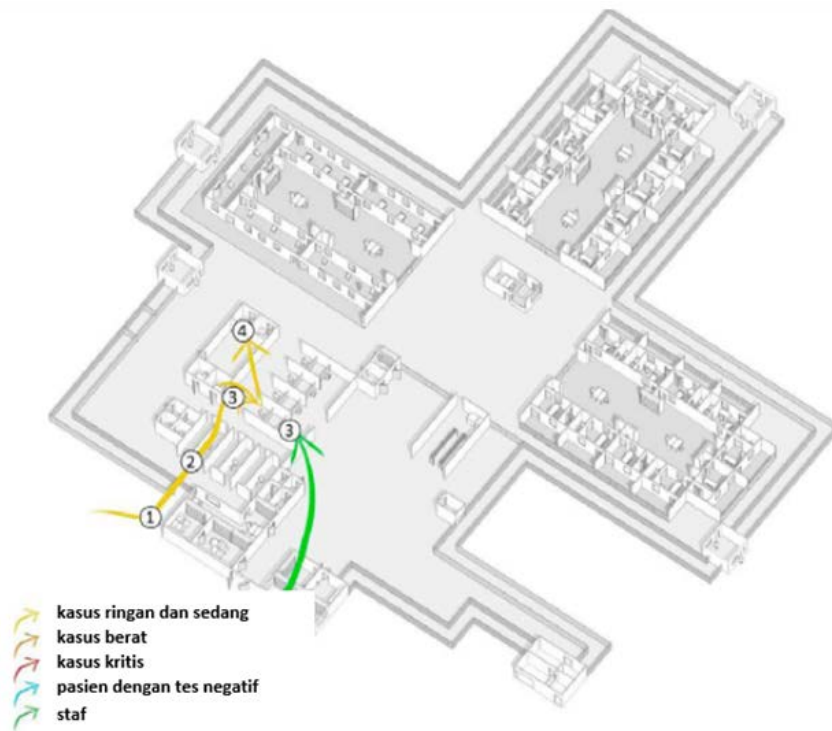 4
3
3
2
1
kasus ringan dan sedang
kasus berat
kasus kritis
pasien dengan tes negatif
staf